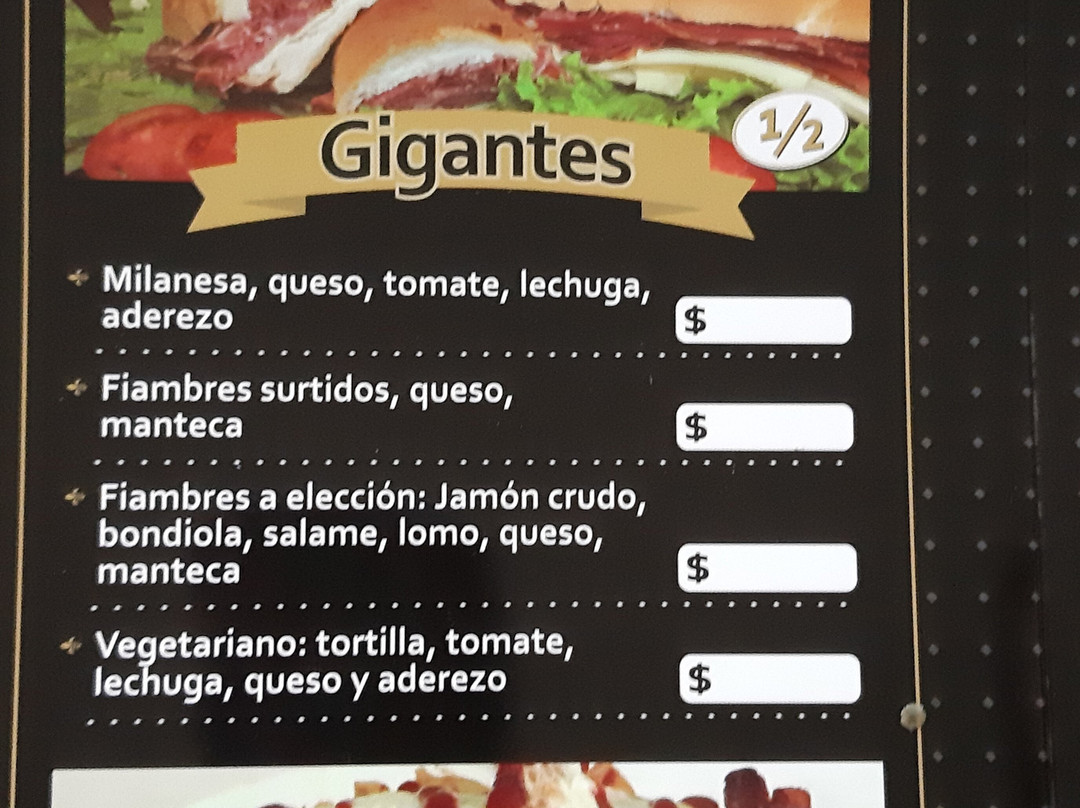 Gigantes
1/2
Milanesa, queso, tomate, lechuga,
aderezo
$
Fiambres surtidos, queso,
manteca
$
Fiambres a elección: Jamón crudo,
bondiola, salame, lomo, queso,
manteca
$
Vegetariano: tortilla, tomate,
lechuga, queso y aderezo
$